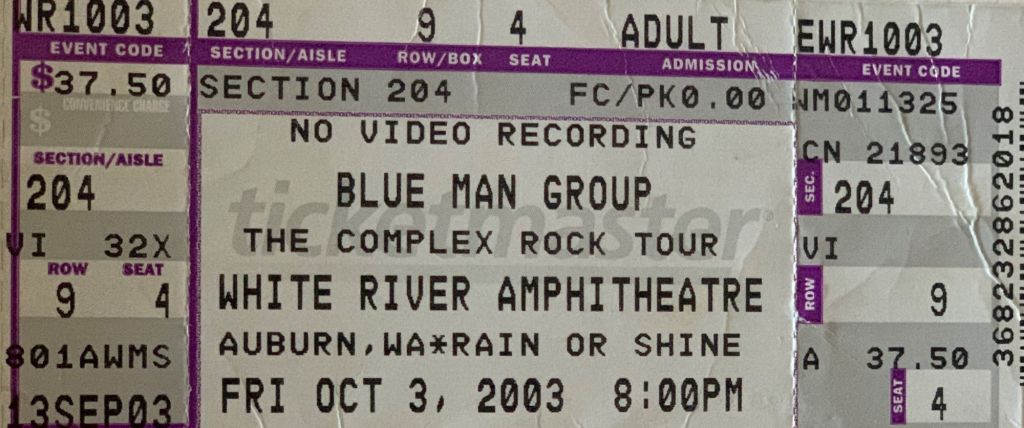 WR1003 204 9 4 ADULT EWR1003
EVENT CODE SECTION/AISLE ROW/BOX SEAT ADMISSION EVENT CODE
$37.50 SECTION 204 FC/PK0.00
$ CONVENIENCE CHARGE
SECTION/AISLE
204
VI 32X
ROW SEAT
9 4
801AWMS
13SEP03
NO VIDEO RECORDING
ticketmaster
BLUE MAN GROUP
THE COMPLEX ROCK TOUR
WHITE RIVER AMPHITHEATRE
AUBURN,WA*RAIN OR SHINE
FRI OCT 3, 2003 8:00PM
WM011325
CN 21893
SEC. 204
VI
ROW 9
A 37.50
SEAT 4
3682328862018